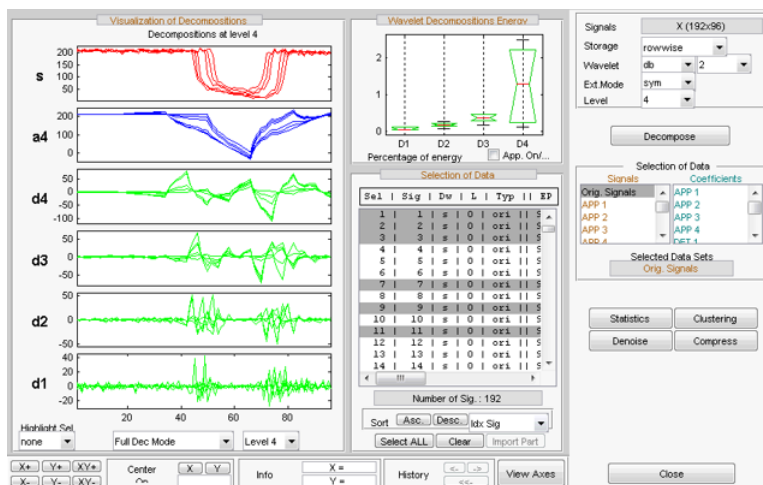 Visualization of Decompositions
Decompositions at level 4
s
200
150
100
50
a4
200
100
0
d4
50
0
-50
-100
d3
50
0
-50
d2
50
0
-50
d1
40
20
0
-20
20 40 60 80
Highlight Sel
none
Full Dec Mode
Level 4
Wavelet Decompositions Energy
2
1
0
D1 D2 D3 D4
Percentage of energy
App. On/...
Selection of Data
Sel | Sig | Dw | L | Typ || EP
1 | 1 | s | 0 | ori || S
2 | 2 | s | 0 | ori || S
3 | 3 | s | 0 | ori || S
4 | 4 | s | 0 | ori || S
5 | 5 | s | 0 | ori || S
6 | 6 | s | 0 | ori || S
7 | 7 | s | 0 | ori || S
8 | 8 | s | 0 | ori || S
9 | 9 | s | 0 | ori || S
10 | 10 | s | 0 | ori || S
11 | 11 | s | 0 | ori || S
12 | 12 | s | 0 | ori || S
13 | 13 | s | 0 | ori || S
14 | 14 | s | 0 | ori || S
Number of Sig. : 192
Sort Asc. Desc. Idx Sig
Select ALL Clear Import Part
Signals X (192x96)
Storage rowwise
Wavelet db 2
Ext.Mode sym
Level 4
Decompose
Selection of Data
Signals Coefficients
Orig. Signals
APP 1
APP 2
APP 3
APP 4
APP 1
APP 2
APP 3
APP 4
DET 1
Selected Data Sets
Orig. Signals
Statistics Clustering
Denoise Compress
X+ Y+ XY+
X- Y- XY-
Center
On
X Y
Info
X =
Y =
History
<- ->
<<-
View Axes
Close